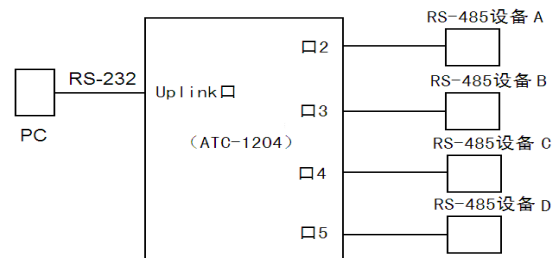 RS-485设备 A
口2
RS-232
Uplink口
RS-485设备 B
口3
PC
(ATC-1204)
RS-485设备 C
口4
RS-485设备 D
口5